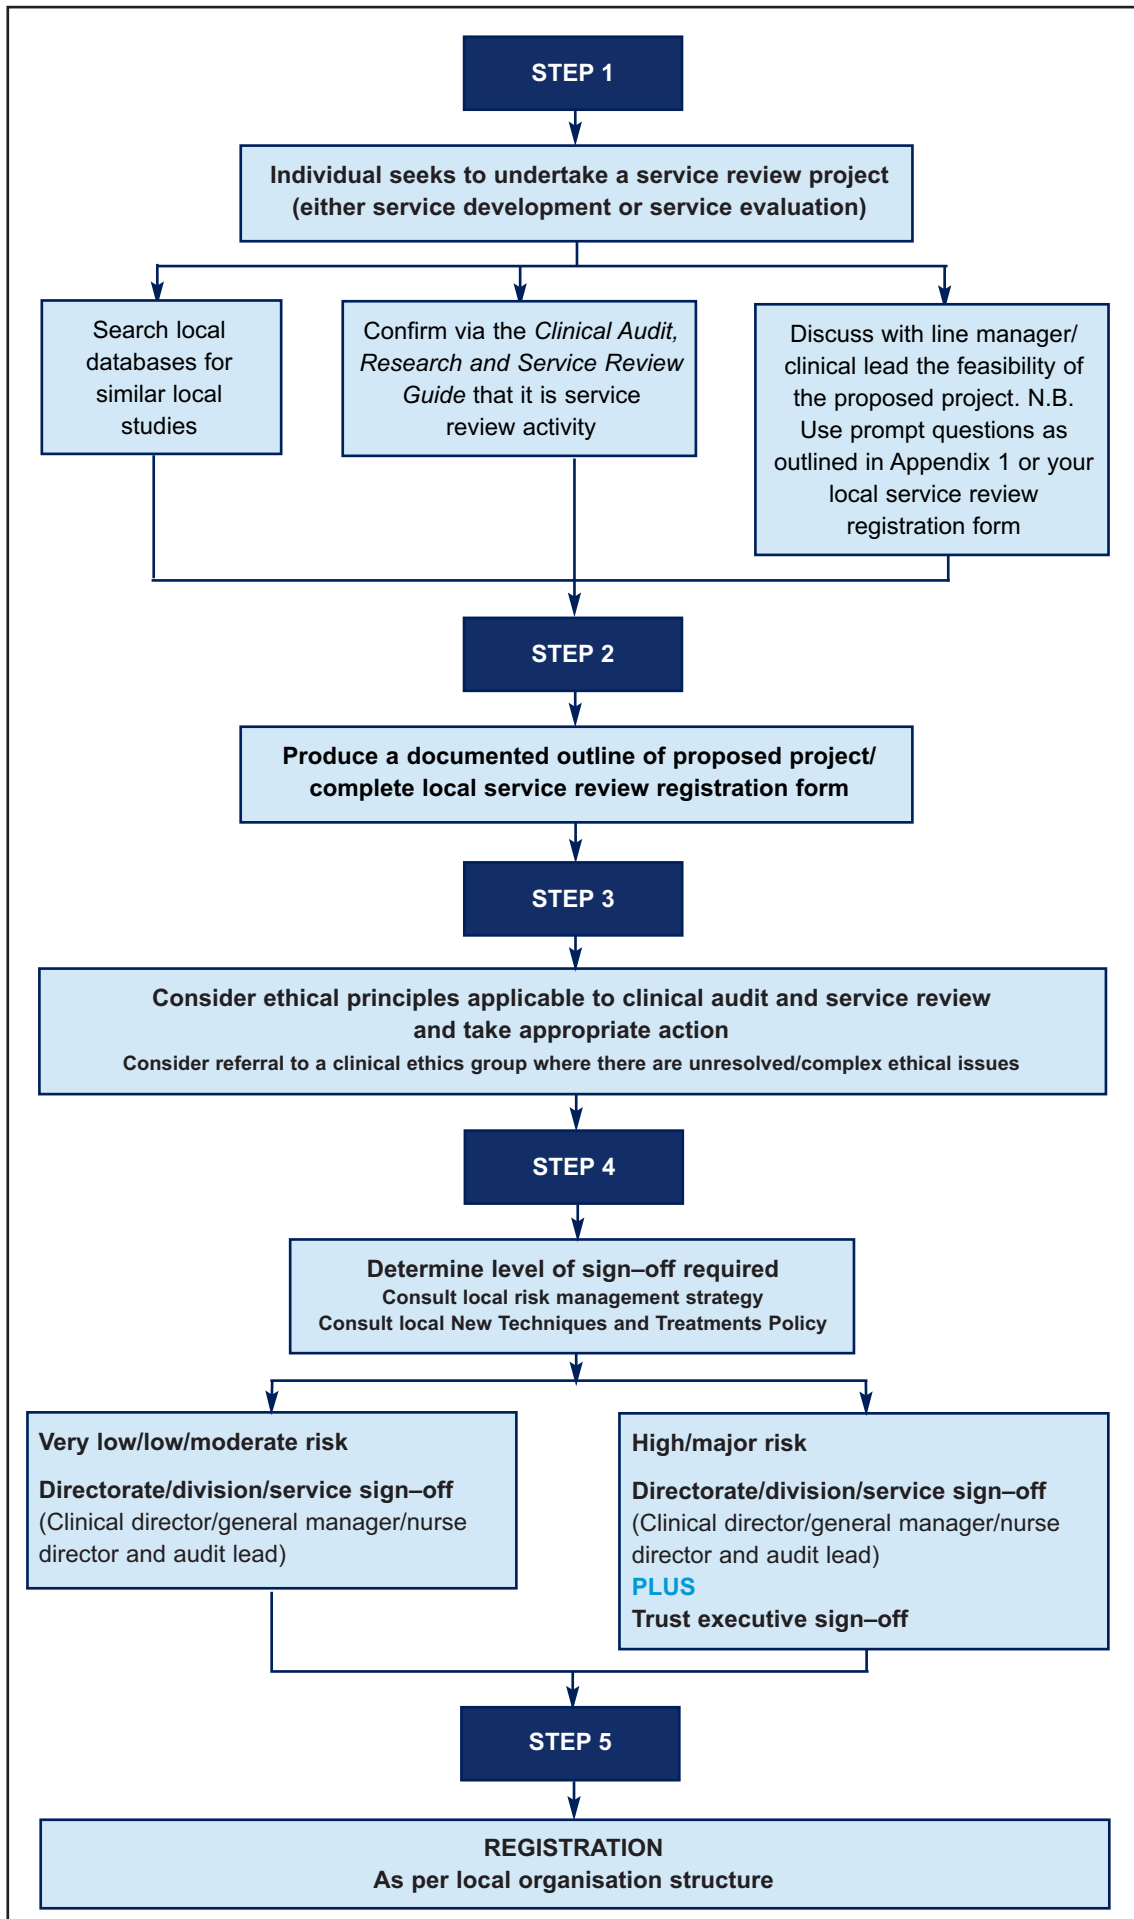 STEP 1
Individual seeks to undertake a service review project
(either service development or service evaluation)
Search local
databases for
similar local
studies
Confirm via the Clinical Audit,
Research and Service Review
Guide that it is service
review activity
Discuss with line manager/
clinical lead the feasibility of
the proposed project. N.B.
Use prompt questions as
outlined in Appendix 1 or your
local service review
registration form
STEP 2
Produce a documented outline of proposed project/
complete local service review registration form
STEP 3
Consider ethical principles applicable to clinical audit and service review
and take appropriate action
Consider referral to a clinical ethics group where there are unresolved/complex ethical issues
STEP 4
Determine level of sign–off required
Consult local risk management strategy
Consult local New Techniques and Treatments Policy
Very low/low/moderate risk
Directorate/division/service sign–off
(Clinical director/general manager/nurse
director and audit lead)
High/major risk
Directorate/division/service sign–off
(Clinical director/general manager/nurse
director and audit lead)
PLUS
Trust executive sign–off
STEP 5
REGISTRATION
As per local organisation structure